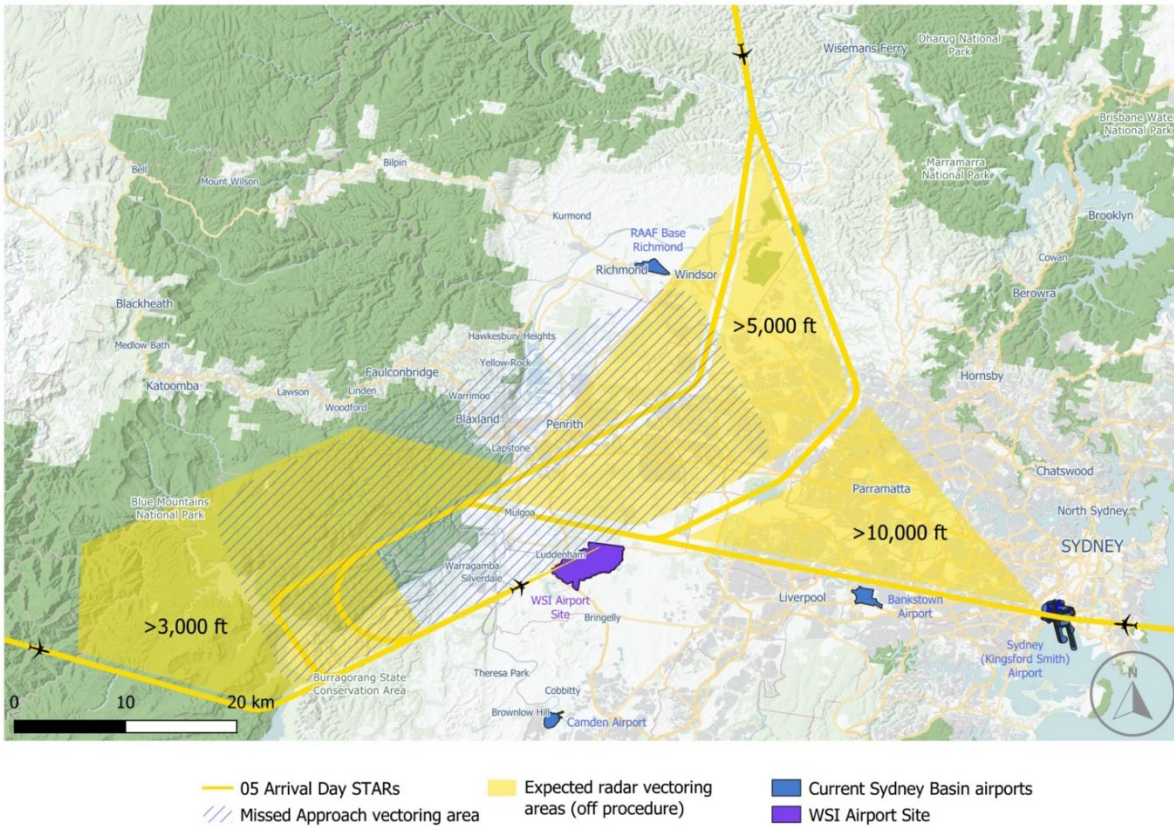 Dharug National
Park
Wisemans Ferry
Brisbane Water
National Park
Bell
Bilpin
Mount Wilson
Marramarra
National Park
Kurmond
Brooklyn
RAAF Base
Richmond
Cowan
Richmond
Windsor
Berowra
Blackheath
>5,000 ft
Hawkesbury Heights
Medlow Bath
Yellow Rock
Faulconbridge
Hornsby
Katoomba
Linden
Lawson
Warrimoo
Woodford
Blaxland
Penrith
Lapstone
Chatswood
Parramatta
Blue Mountains
National Park
Mulgoa
North Sydney
>10,000 ft
SYDNEY
Luddenham
Warragamba
Silverdale
WSI Airport
Site
Liverpool
Bankstown
Airport
Bringelly
>3,000 ft
Sydney
(Kingsford Smith)
Airport
Theresa Park
Burragorang State
Conservation Area
N
Cobbitty
0
10
20 km
Brownlow Hill
Camden Airport
05 Arrival Day STARs
Missed Approach vectoring area
Expected radar vectoring
areas (off procedure)
Current Sydney Basin airports
WSI Airport Site